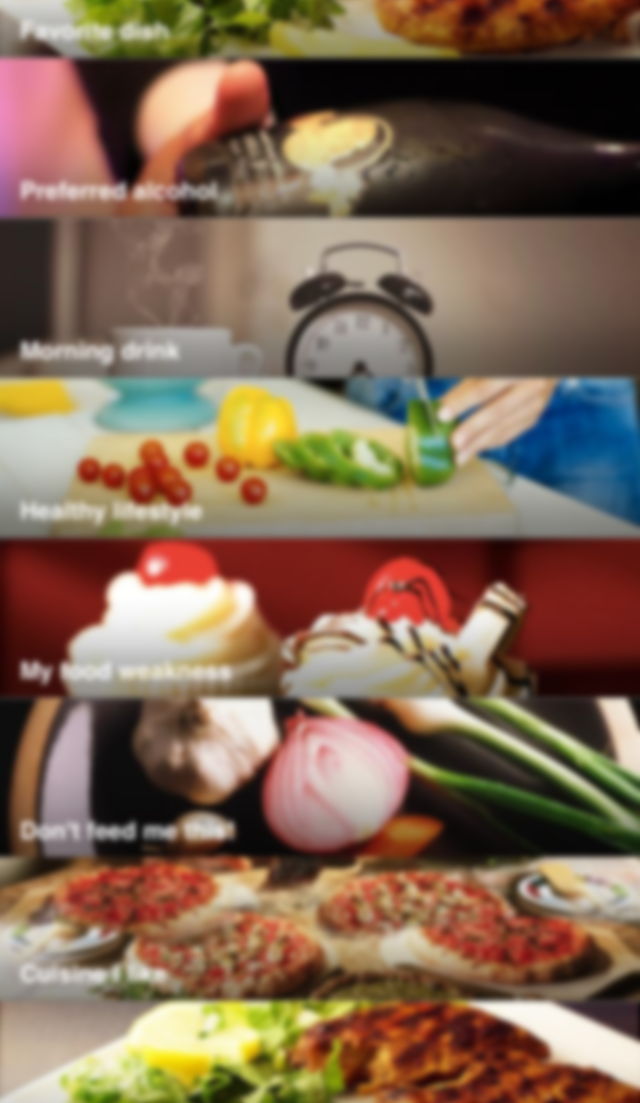 Favorite dish
Preferred alcohol
Morning drink
Healthy lifestyle
My food weakness
Don't feed me this!
Cuisine I like